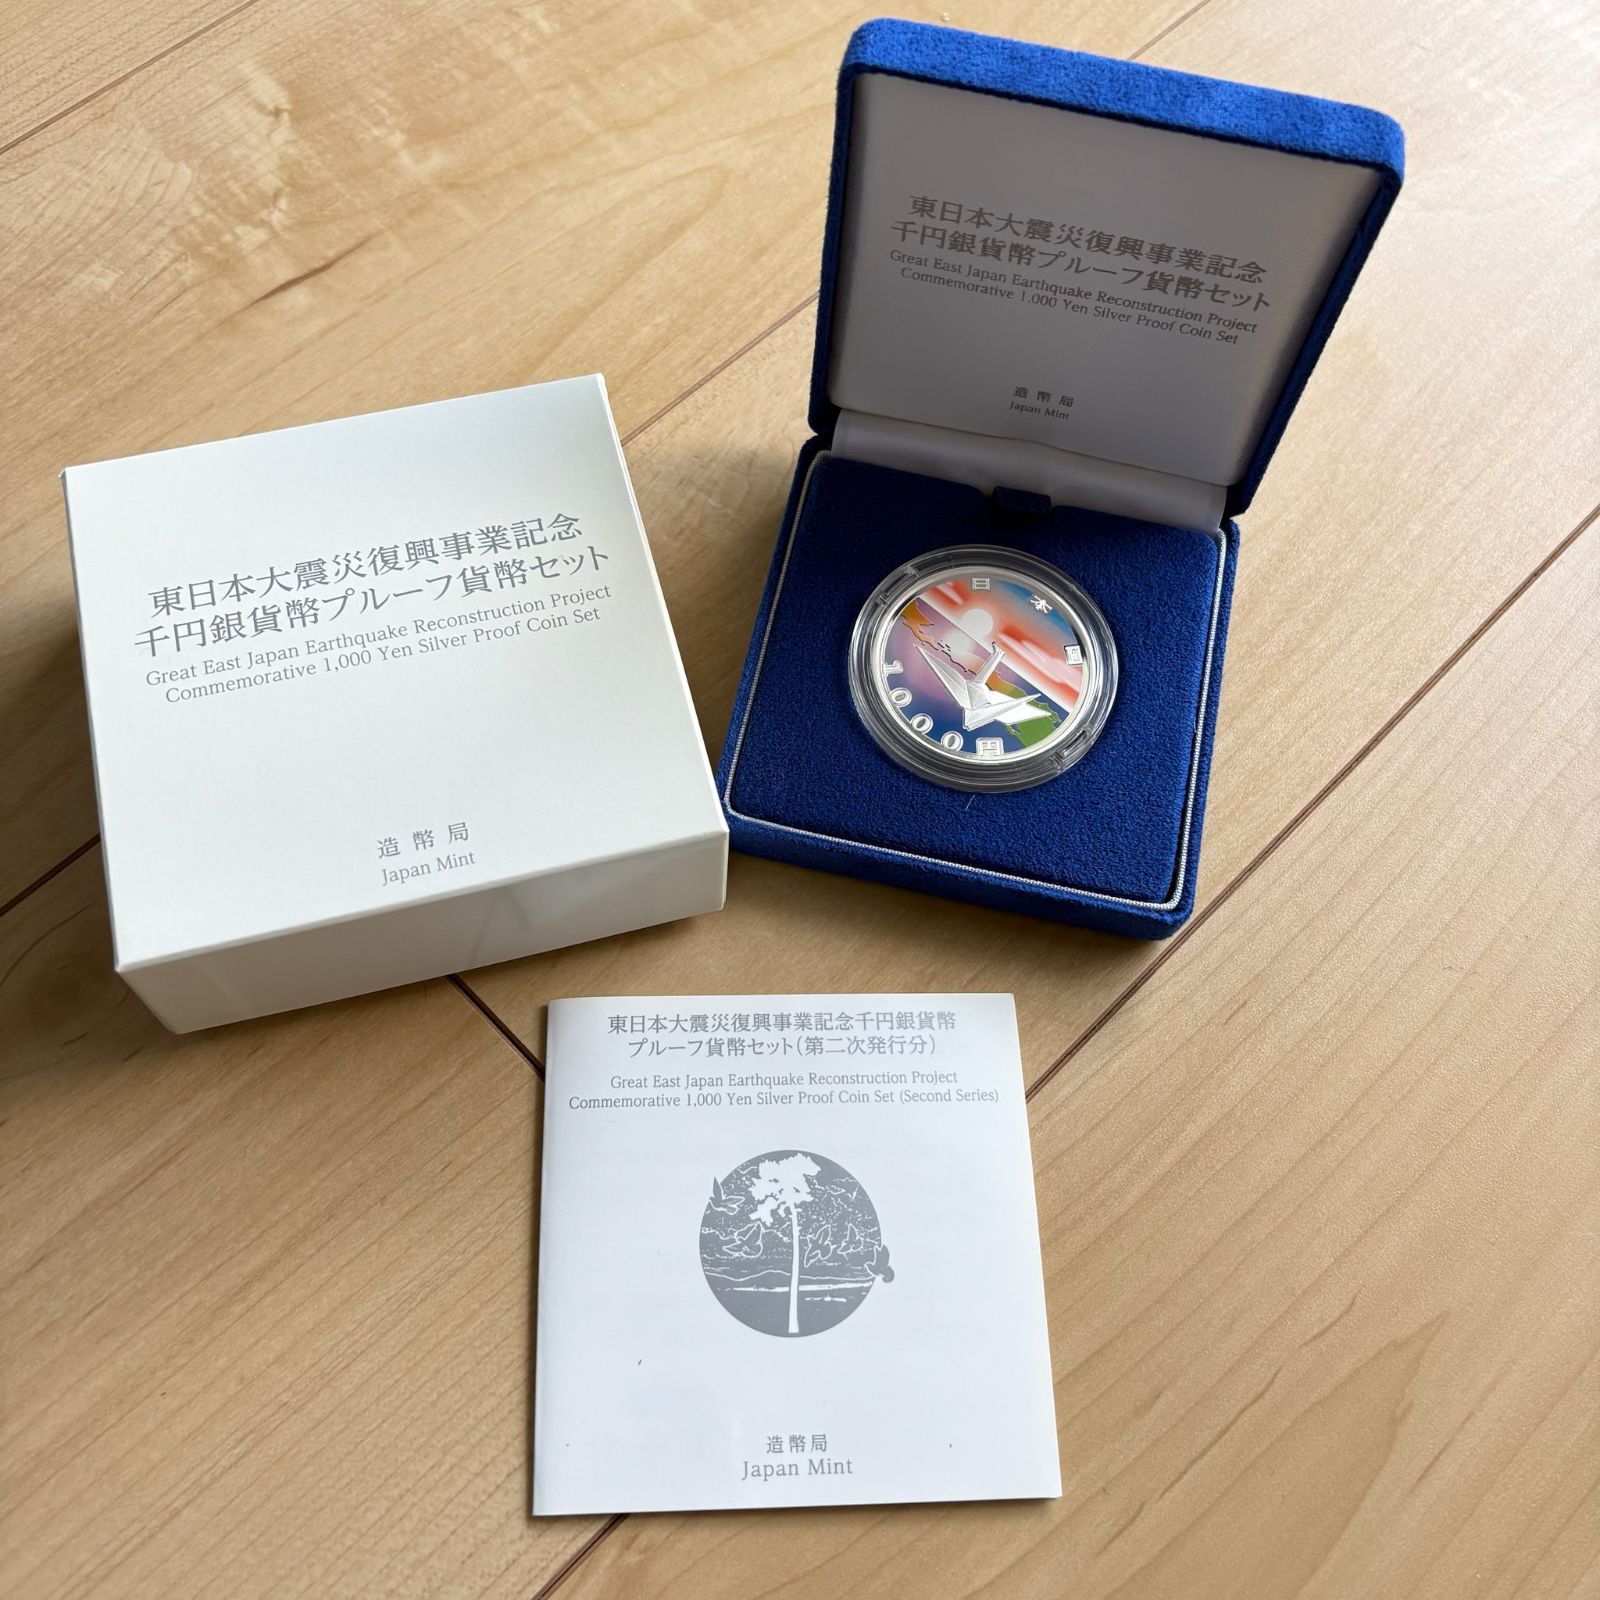 東日本大震災復興事業記念
千円銀貨幣プルーフ貨幣セット
Great East Japan Earthquake Reconstruction Project
Commemorative 1,000 Yen Silver Proof Coin Set
造幣局
Japan Mint
東日本大震災復興事業記念
千円銀貨幣プルーフ貨幣セット
Great East Japan Earthquake Reconstruction Project
Commemorative 1,000 Yen Silver Proof Coin Set
造幣局
Japan Mint
日本国
1000円
東日本大震災復興事業記念千円銀貨幣
プルーフ貨幣セット(第二次発行分)
Great East Japan Earthquake Reconstruction Project
Commemorative 1,000 Yen Silver Proof Coin Set (Second Series)
造幣局
Japan Mint